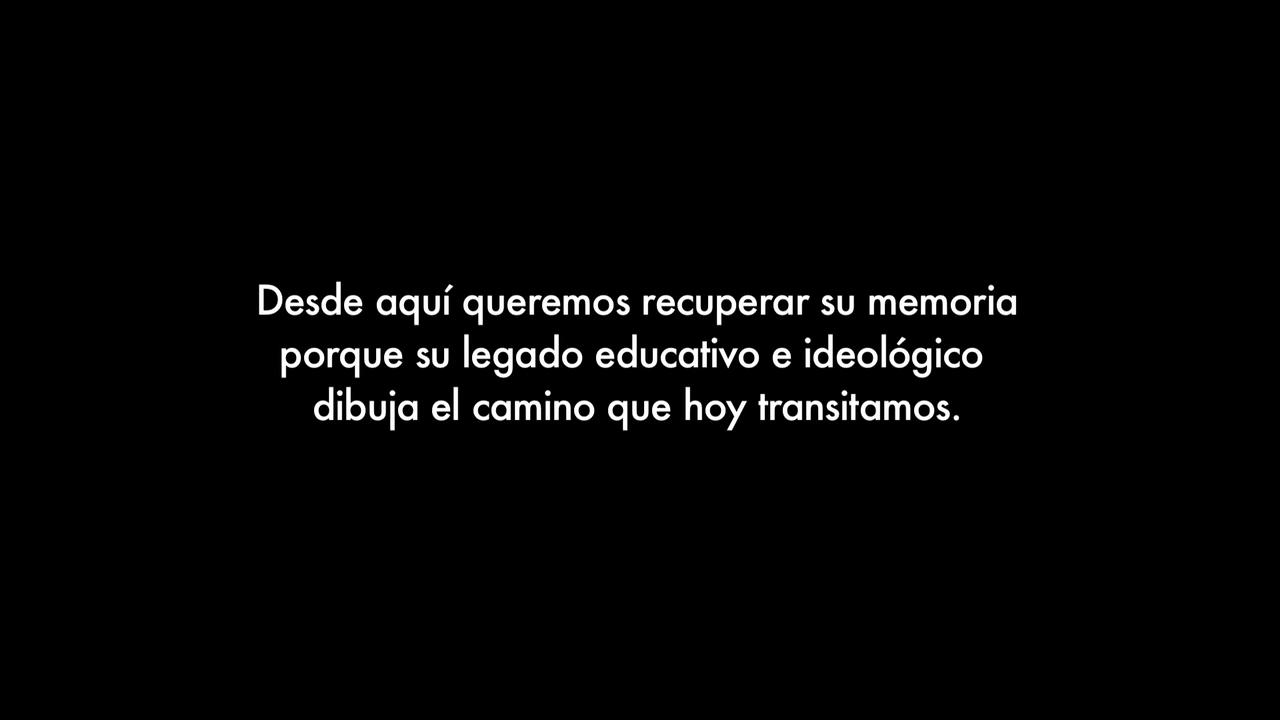 Desde aquí queremos recuperar su memoria
porque su legado educativo e ideológico
dibuja el camino que hoy transitamos.